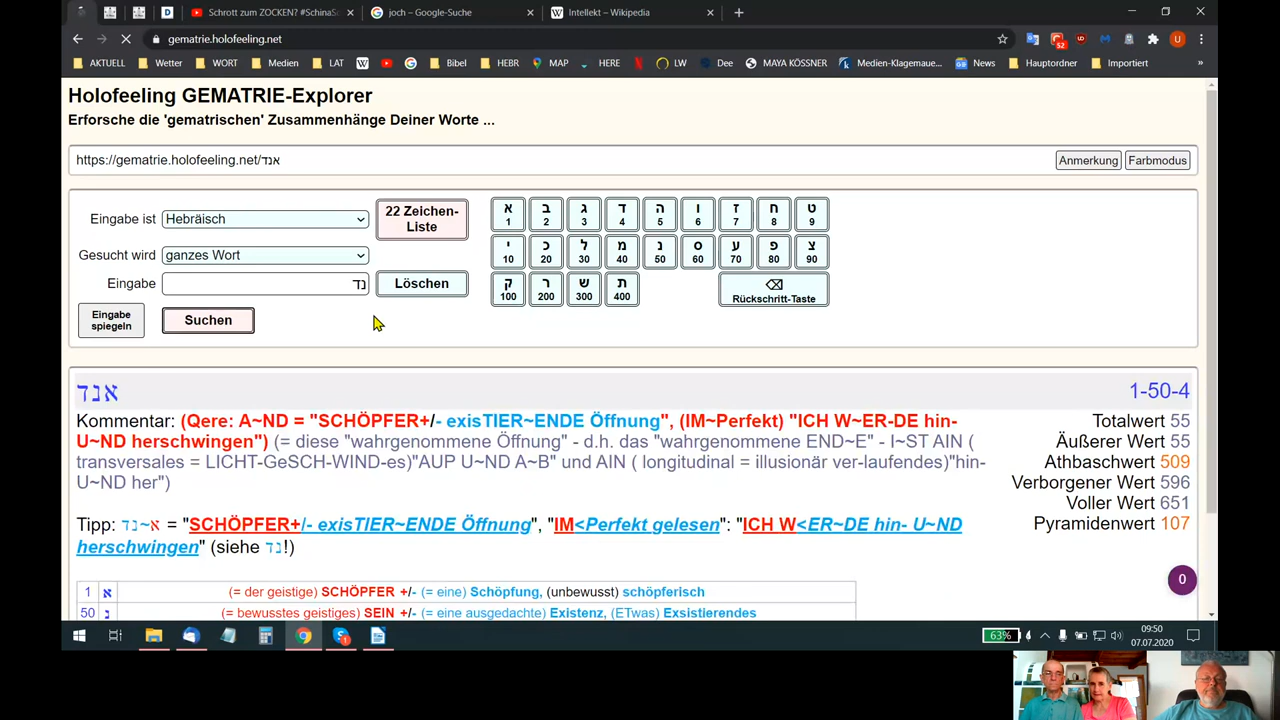 Schrott zum ZOCKEN? #SchinaSc
joch – Google-Suche
Intellekt – Wikipedia
gematrie.holofeeling.net
52
U
AKTUELL
Wetter
WORT
Medien
LAT
Bibel
HEBR
MAP
HERE
LW
Dee
MAYA KÖSSNER
Medien-Klagemaue...
News
Hauptordner
Importiert
»
Holofeeling GEMATRIE-Explorer
Erforsche die 'gematrischen' Zusammenhänge Deiner Worte ...
https://gematrie.holofeeling.net/אנד
Anmerkung
Farbmodus
Eingabe ist
Hebräisch
22 Zeichen-
Liste
Gesucht wird
ganzes Wort
Eingabe
נד
Löschen
Eingabe
spiegeln
Suchen
א ב ג ד ה ו ז ח ט
1 2 3 4 5 6 7 8 9
י כ ל מ נ ס ע פ צ
10 20 30 40 50 60 70 80 90
ק ר ש ת
100 200 300 400
⌫
Rückschritt-Taste
אנד
1-50-4
Kommentar: (Qere: A~ND = "SCHÖPFER+/- exisTIER~ENDE Öffnung", (IM~Perfekt) "ICH W~ER-DE hin-
U~ND herschwingen") (= diese "wahrgenommene Öffnung" - d.h. das "wahrgenommene END~E" - I~ST AIN (
transversales = LICHT-GeSCH-WIND-es)"AUP U~ND A~B" und AIN ( longitudinal = illusionär ver-laufendes)"hin-
U~ND her")
Totalwert 55
Äußerer Wert 55
Athbaschwert 509
Verborgener Wert 596
Voller Wert 651
Pyramidenwert 107
Tipp: א~נד = "SCHÖPFER+/- exisTIER~ENDE Öffnung", "IM<Perfekt gelesen": "ICH W<ER~DE hin- U~ND
herschwingen" (siehe נד!)
1 א (= der geistige) SCHÖPFER +/- (= eine) Schöpfung, (unbewusst) schöpferisch
50 נ (= bewusstes geistiges) SEIN +/- (= eine ausgedachte) Existenz, (ETwas) Exsistierendes
0
63%
09:50
07.07.2020